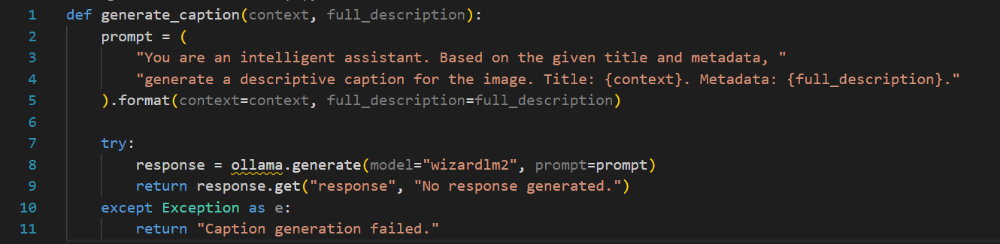 1 def generate_caption(context, full_description):
2     prompt = (
3         "You are an intelligent assistant. Based on the given title and metadata, "
4         "generate a descriptive caption for the image. Title: {context}. Metadata: {full_description}."
5     ).format(context=context, full_description=full_description)
6
7     try:
8         response = ollama.generate(model="wizardlm2", prompt=prompt)
9         return response.get("response", "No response generated.")
10     except Exception as e:
11         return "Caption generation failed."